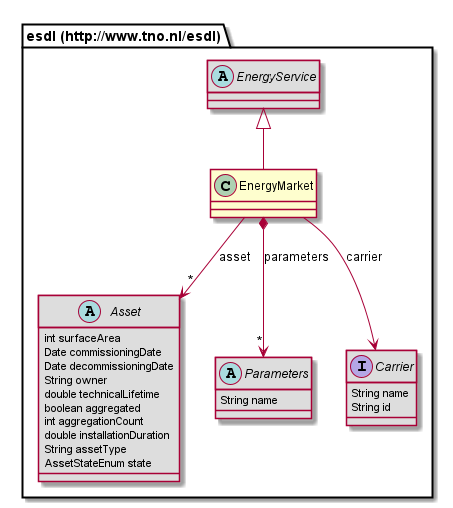 esdl (http://www.tno.nl/esdl)
A EnergyService
C EnergyMarket
asset
parameters
carrier
*
*
A Asset
int surfaceArea
Date commissioningDate
Date decommissioningDate
String owner
double technicalLifetime
boolean aggregated
int aggregationCount
double installationDuration
String assetType
AssetStateEnum state
A Parameters
String name
I Carrier
String name
String id